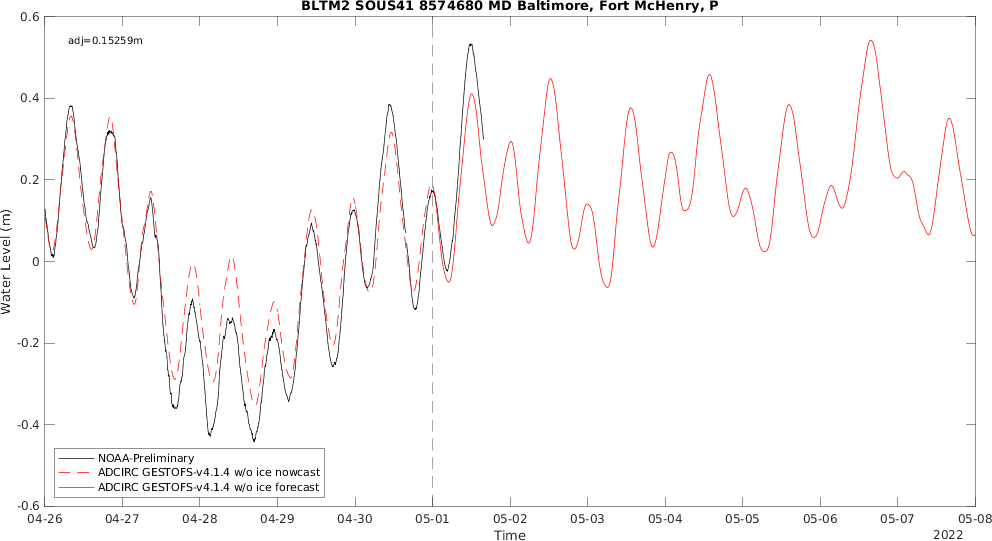 BLTM2 SOUS41 8574680 MD Baltimore, Fort McHenry, P
adj=0.15259m
0.6
0.4
0.2
0
-0.2
-0.4
-0.6
Water Level (m)
NOAA-Preliminary
ADCIRC GESTOFS-v4.1.4 w/o ice nowcast
ADCIRC GESTOFS-v4.1.4 w/o ice forecast
04-26 04-27 04-28 04-29 04-30 05-01 05-02 05-03 05-04 05-05 05-06 05-07 05-08
Time
2022